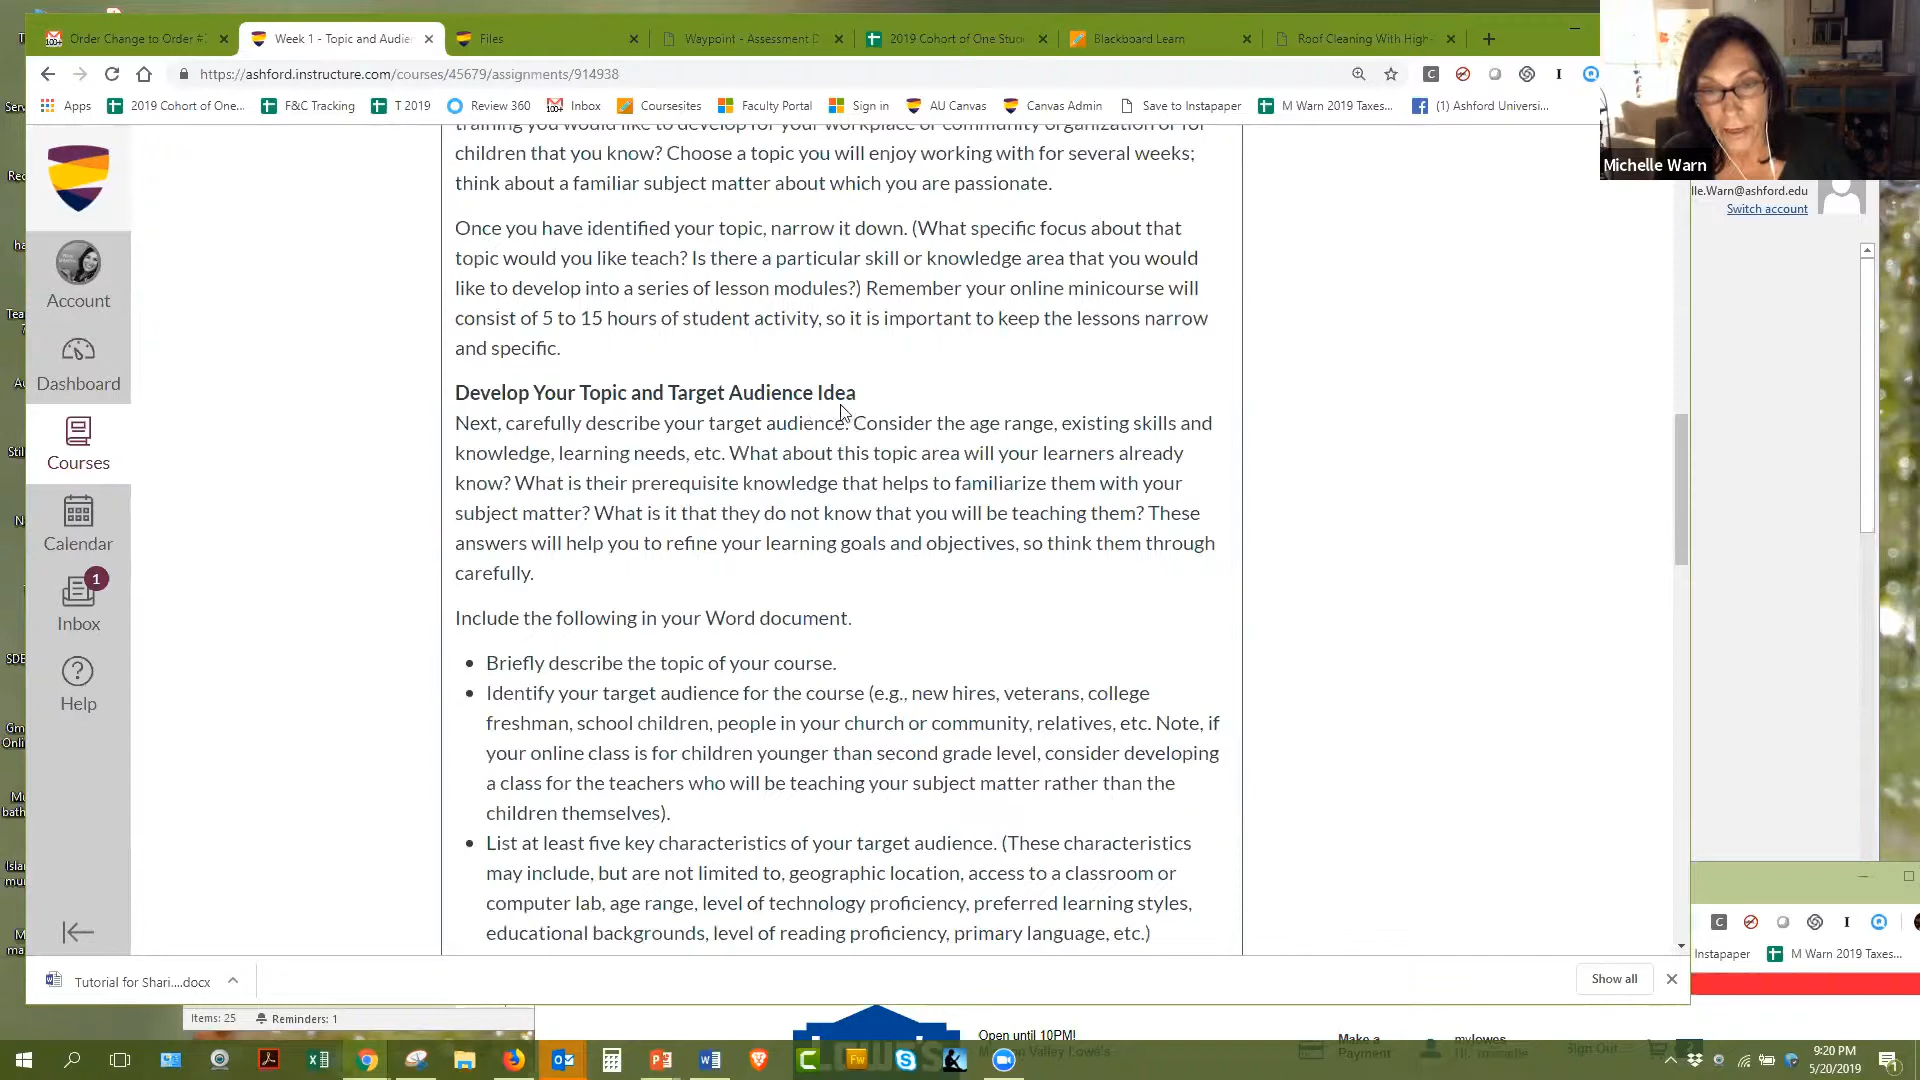 Order Change to Order #
Week 1 - Topic and Audie
Files
Waypoint - Assessment D
2019 Cohort of One Stud
Blackboard Learn
Roof Cleaning With High-
https://ashford.instructure.com/courses/45679/assignments/914938
Apps
2019 Cohort of One...
F&C Tracking
T 2019
Review 360
Inbox
Coursesites
Faculty Portal
Sign in
AU Canvas
Canvas Admin
Save to Instapaper
M Warn 2019 Taxes...
(1) Ashford Universi...
Michelle Warn
lle.Warn@ashford.edu
Switch account
Account
Dashboard
Courses
Calendar
1
Inbox
Help
training you would like to develop for your workplace or community organization or for
children that you know? Choose a topic you will enjoy working with for several weeks;
think about a familiar subject matter about which you are passionate.
Once you have identified your topic, narrow it down. (What specific focus about that
topic would you like teach? Is there a particular skill or knowledge area that you would
like to develop into a series of lesson modules?) Remember your online minicourse will
consist of 5 to 15 hours of student activity, so it is important to keep the lessons narrow
and specific.
Develop Your Topic and Target Audience Idea
Next, carefully describe your target audience. Consider the age range, existing skills and
knowledge, learning needs, etc. What about this topic area will your learners already
know? What is their prerequisite knowledge that helps to familiarize them with your
subject matter? What is it that they do not know that you will be teaching them? These
answers will help you to refine your learning goals and objectives, so think them through
carefully.
Include the following in your Word document.
• Briefly describe the topic of your course.
• Identify your target audience for the course (e.g., new hires, veterans, college
freshman, school children, people in your church or community, relatives, etc. Note, if
your online class is for children younger than second grade level, consider developing
a class for the teachers who will be teaching your subject matter rather than the
children themselves).
• List at least five key characteristics of your target audience. (These characteristics
may include, but are not limited to, geographic location, access to a classroom or
computer lab, age range, level of technology proficiency, preferred learning styles,
educational backgrounds, level of reading proficiency, primary language, etc.)
Instapaper
M Warn 2019 Taxes...
Tutorial for Shari....docx
Show all
Items: 25
Reminders: 1
Open until 10PM!
Valley Lowe's
Make a
Payment
mylowes
Sign Out
9:20 PM
5/20/2019